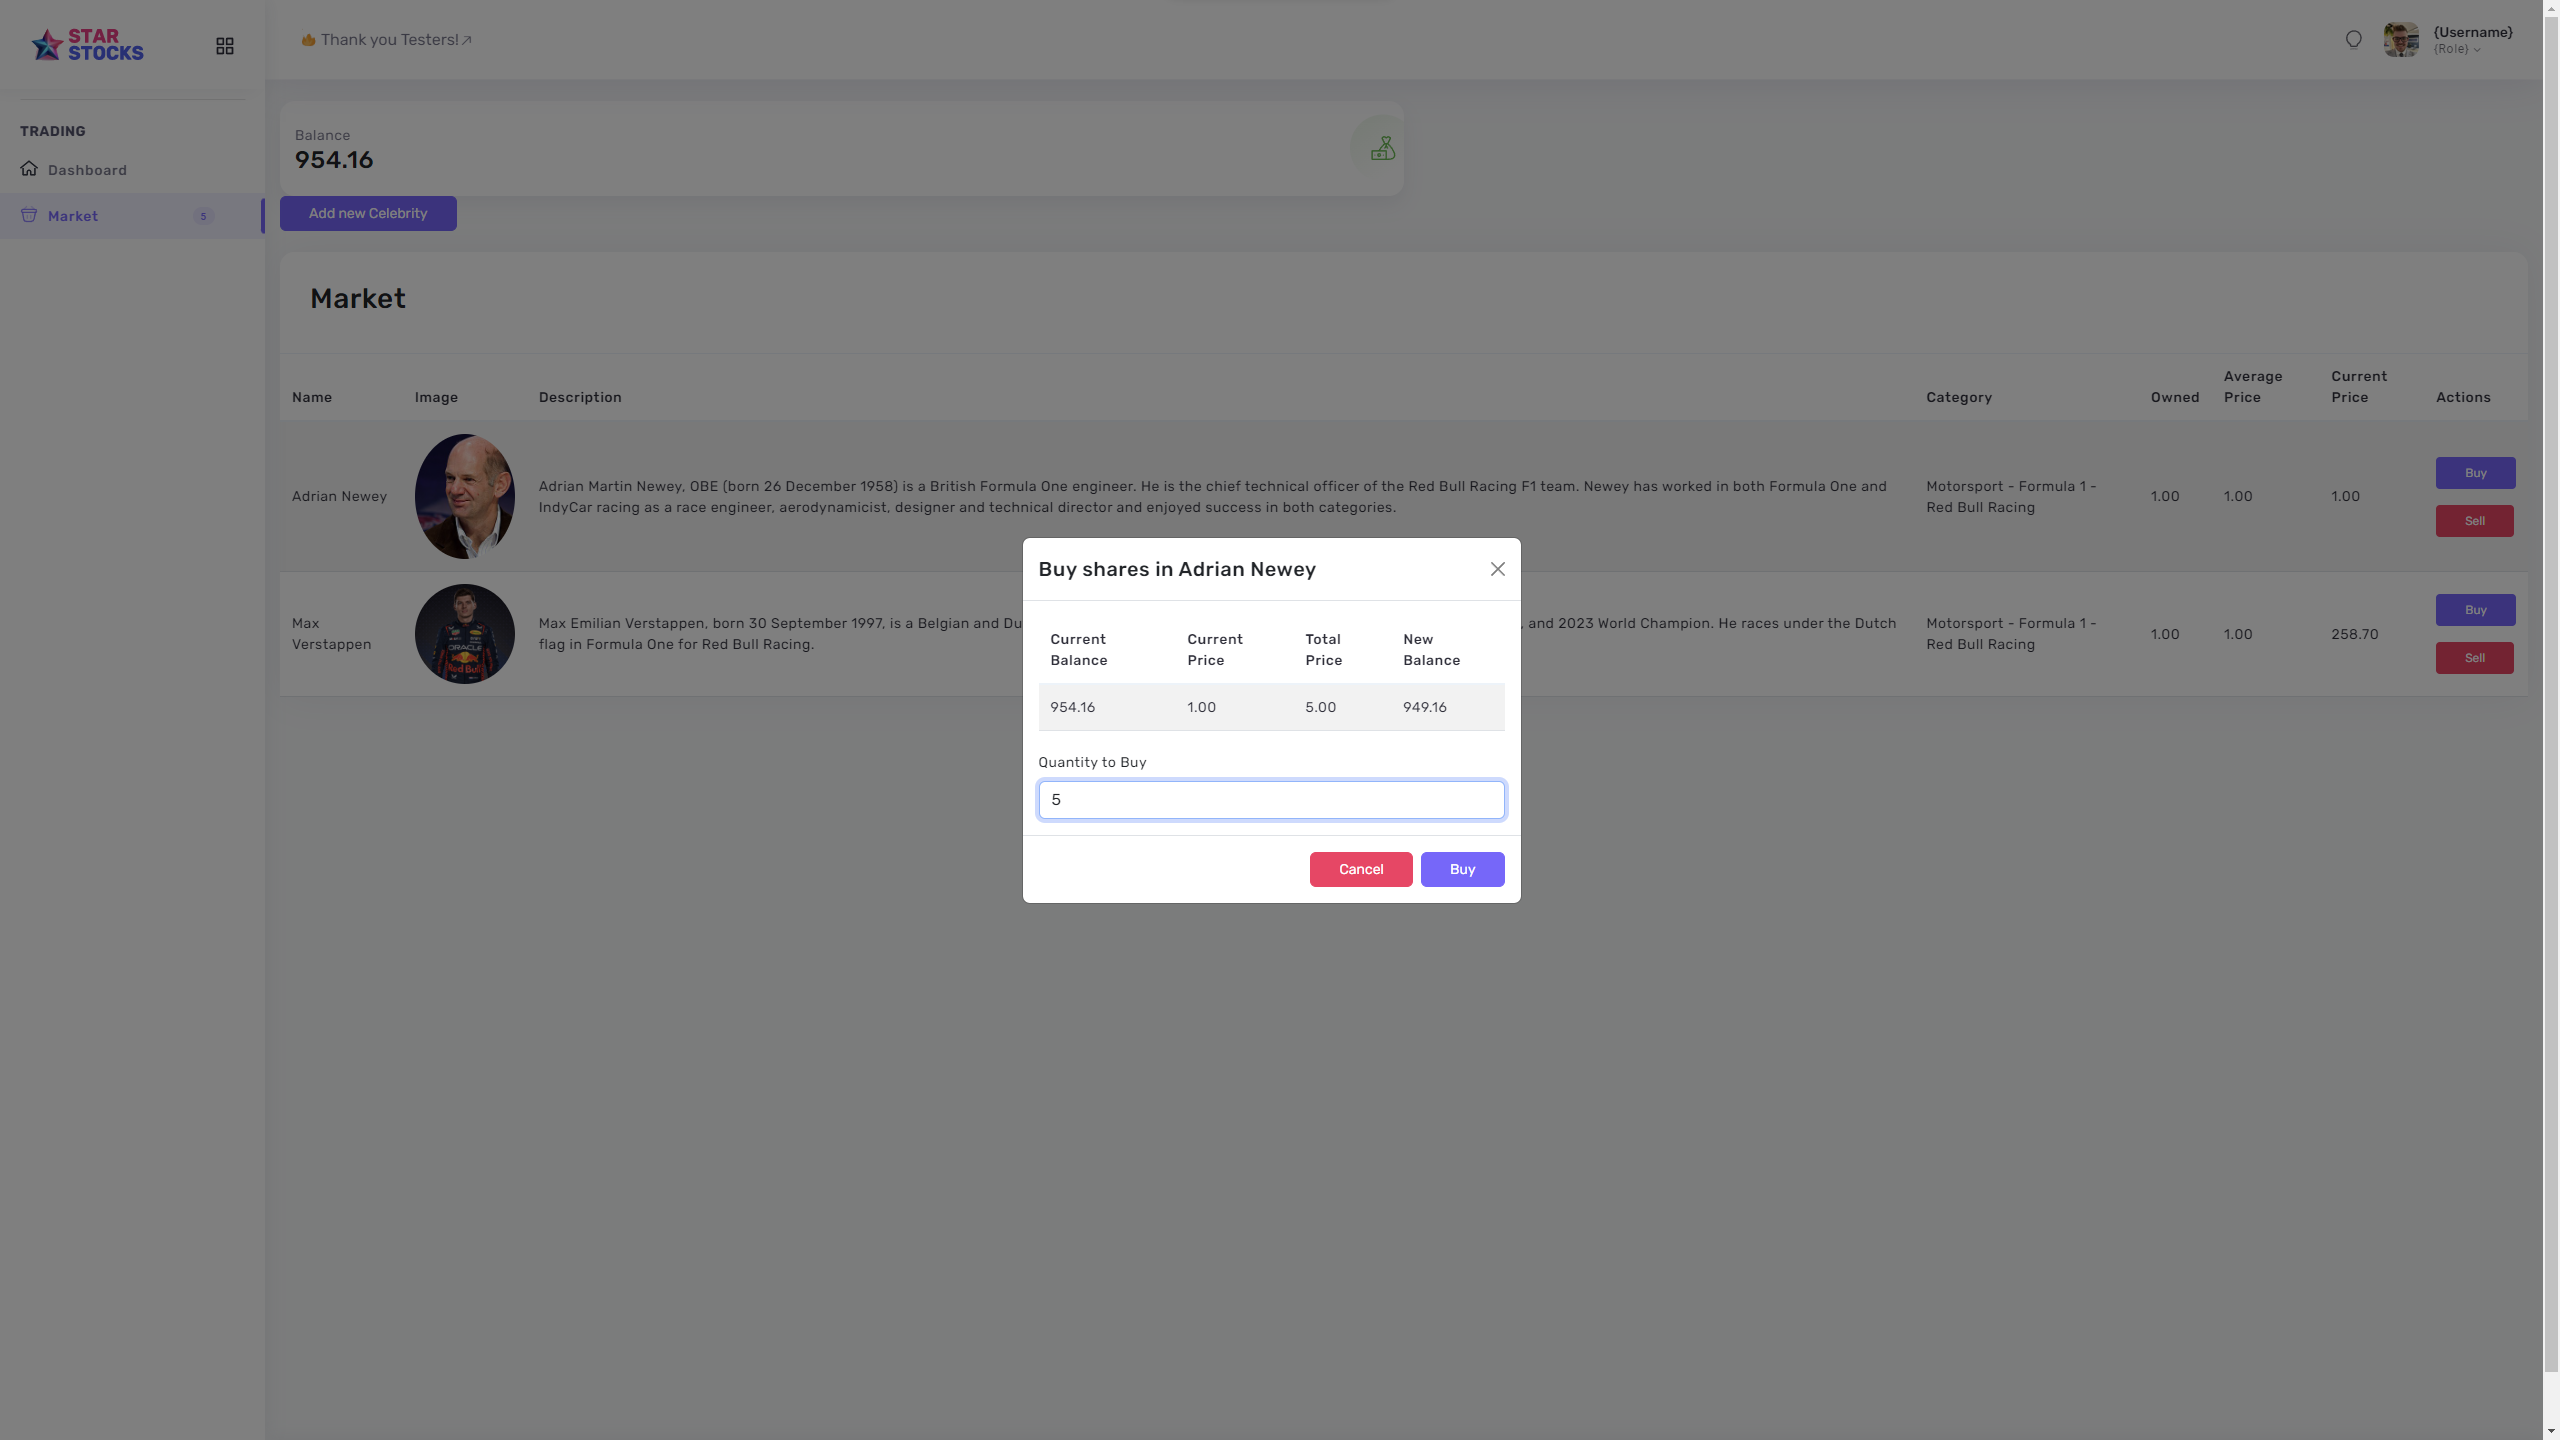 STAR
STOCKS
Thank you Testers!
{Username}
{Role}
TRADING
Dashboard
Market 5
Balance
954.16
Add new Celebrity
Market
Name Image Description Category Owned Average Price Current Price Actions
Adrian Newey
Adrian Martin Newey, OBE (born 26 December 1958) is a British Formula One engineer. He is the chief technical officer of the Red Bull Racing F1 team. Newey has worked in both Formula One and
IndyCar racing as a race engineer, aerodynamicist, designer and technical director and enjoyed success in both categories.
Motorsport - Formula 1 -
Red Bull Racing
1.00 1.00 1.00
Buy
Sell
Max
Verstappen
ORACLE
Red Bull
Max Emilian Verstappen, born 30 September 1997, is a Belgian and Du
, and 2023 World Champion. He races under the Dutch
flag in Formula One for Red Bull Racing.
Motorsport - Formula 1 -
Red Bull Racing
1.00 1.00 258.70
Buy
Sell
Buy shares in Adrian Newey
Current Balance Current Price Total Price New Balance
954.16 1.00 5.00 949.16
Quantity to Buy
5
Cancel Buy